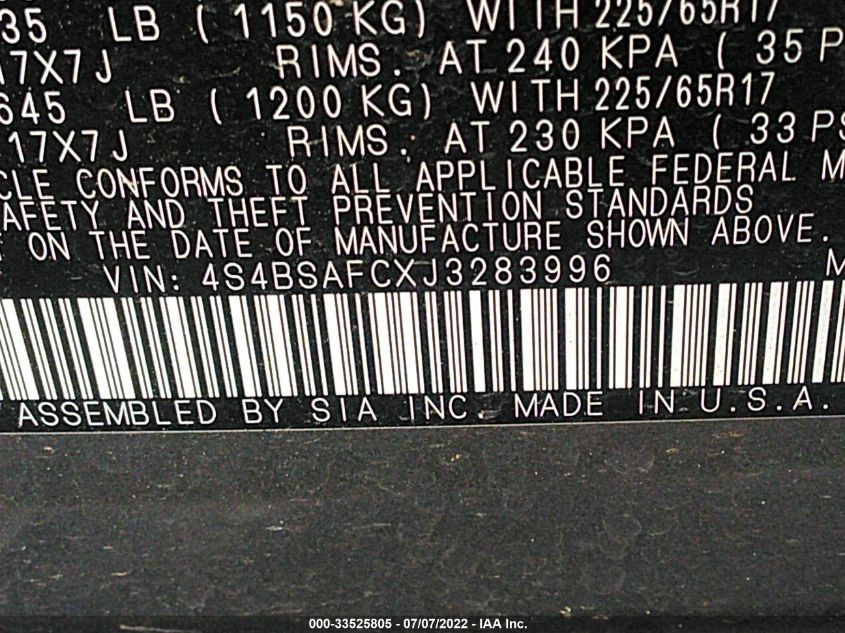 35 LB ( 1150 KG) WITH 225/65R17
17X7J RIMS. AT 240 KPA ( 35 P
645 LB ( 1200 KG) WITH 225/65R17
17X7J RIMS. AT 230 KPA ( 33 PS
CLE CONFORMS TO ALL APPLICABLE FEDERAL M
AFETY AND THEFT PREVENTION STANDARDS
T ON THE DATE OF MANUFACTURE SHOWN ABOVE.
VIN: 4S4BSAFCXJ3283996 M
ASSEMBLED BY SIA INC. MADE IN U.S.A.
000-33525805 - 07/07/2022 - IAA Inc.